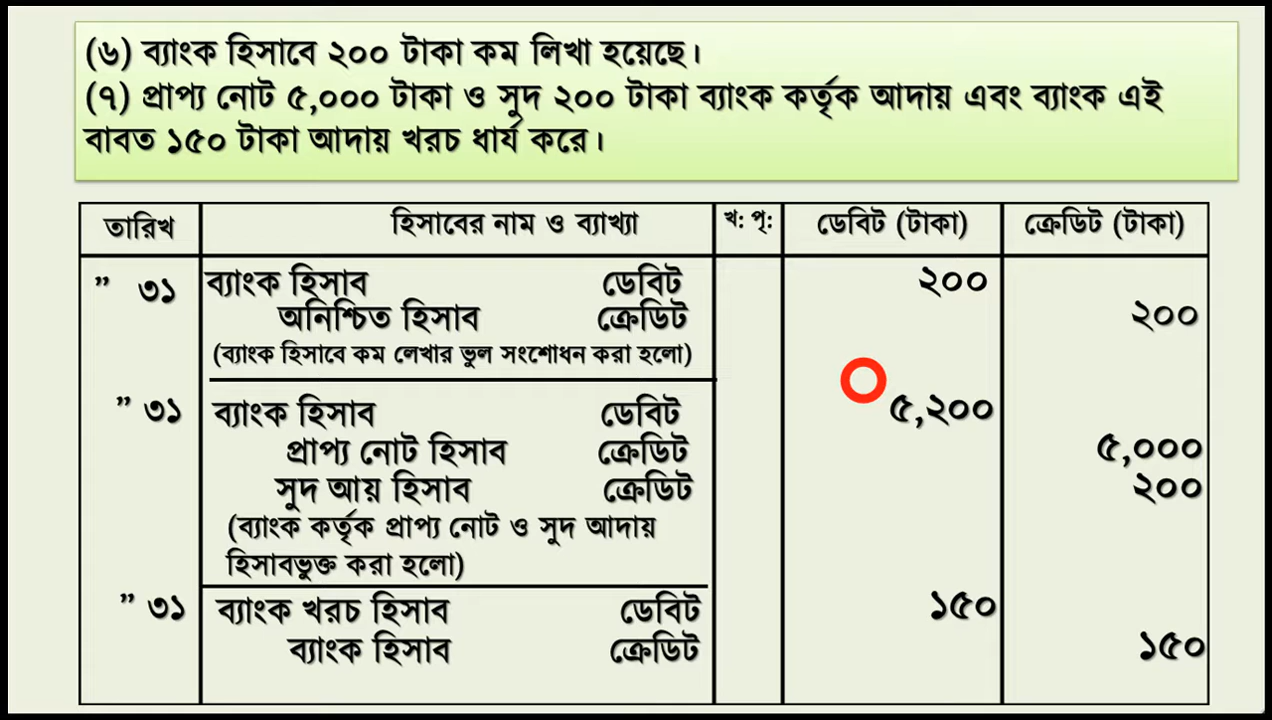 (৬) ব্যাংক হিসাবে ২০০ টাকা কম লিখা হয়েছে।
(৭) প্রাপ্য নোট ৫,০০০ টাকা ও সুদ ২০০ টাকা ব্যাংক কর্তৃক আদায় এবং ব্যাংক এই
বাবত ১৫০ টাকা আদায় খরচ ধার্য করে।
তারিখ হিসাবের নাম ও ব্যাখ্যা খ: পৃ: ডেবিট (টাকা) ক্রেডিট (টাকা)
” ৩১ ব্যাংক হিসাব ডেবিট ২০০
অনিশ্চিত হিসাব ক্রেডিট ২০০
(ব্যাংক হিসাবে কম লেখার ভুল সংশোধন করা হলো)
” ৩১ ব্যাংক হিসাব ডেবিট ৫,২০০
প্রাপ্য নোট হিসাব ক্রেডিট ৫,০০০
সুদ আয় হিসাব ক্রেডিট ২০০
(ব্যাংক কর্তৃক প্রাপ্য নোট ও সুদ আদায়
হিসাবভুক্ত করা হলো)
” ৩১ ব্যাংক খরচ হিসাব ডেবিট ১৫০
ব্যাংক হিসাব ক্রেডিট ১৫০